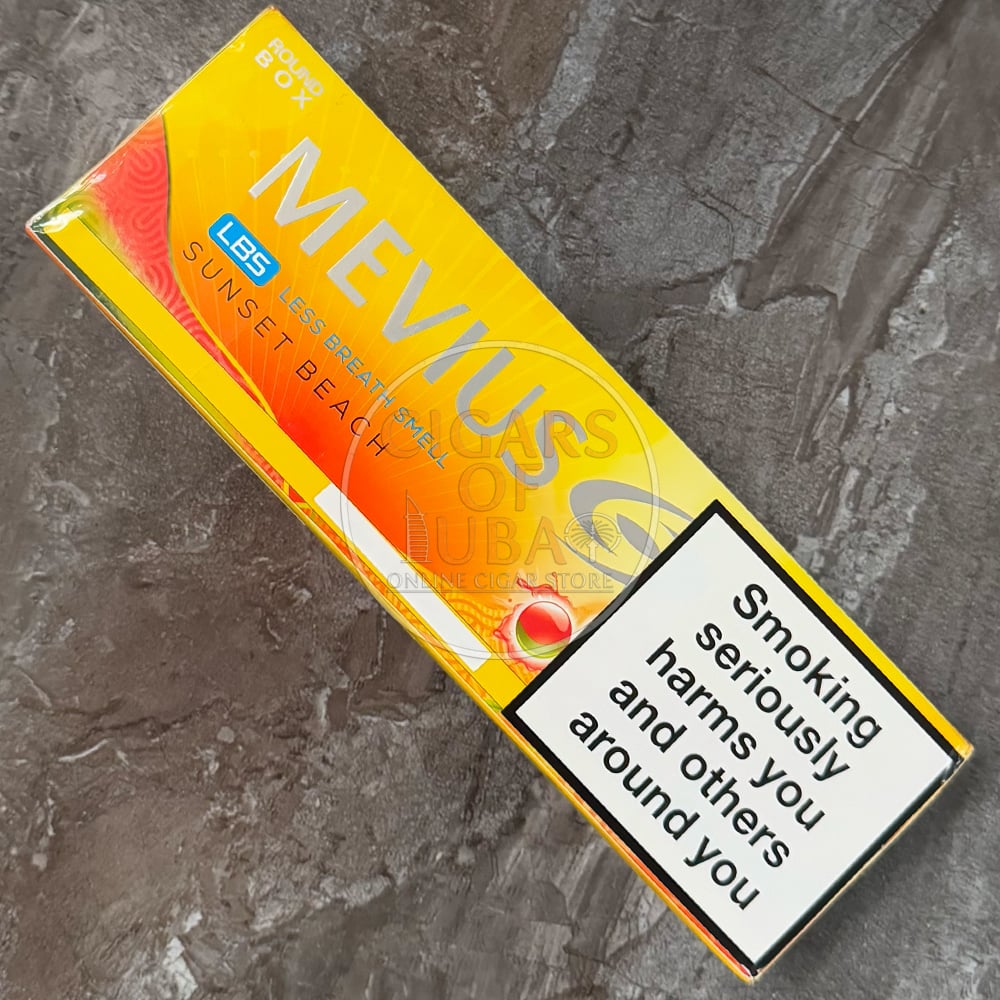 ROUND
BOX
MEVIUS
LBS LESS BREATH SMELL
SUNSET BEACH
CIGARS
OF
DUBAI
ONLINE CIGAR STORE
Smoking
seriously
harms you
and others
around you